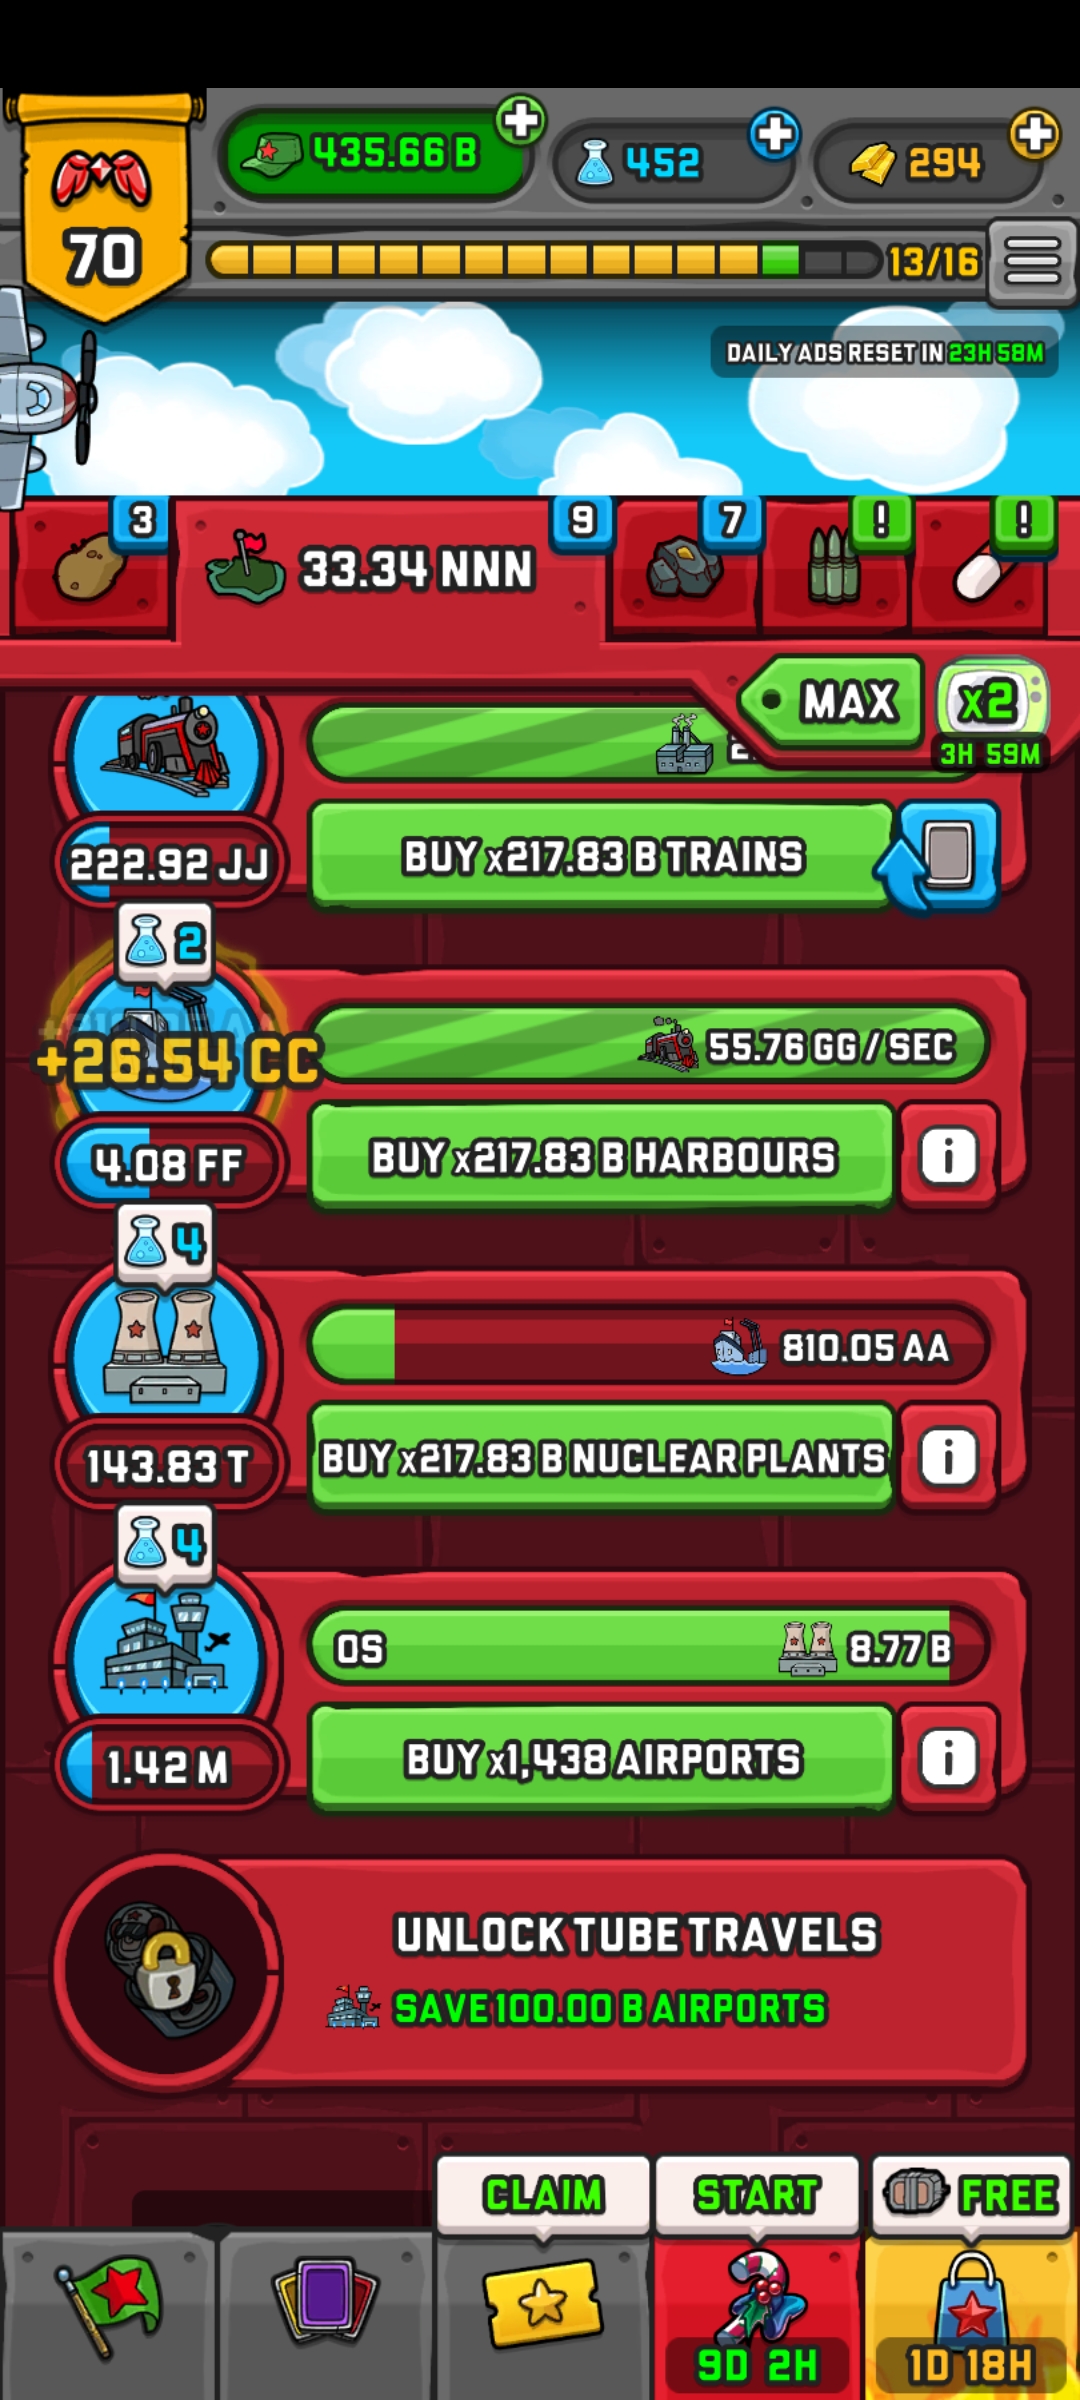 435.66 B
452
294
70
13/16
DAILY ADS RESET IN 23H 58M
3
33.34 NNN
9
7
!
!
MAX
x2
3H 59M
222.92 JJ
BUY x217.83 B TRAINS
2
+26.54 CC
55.76 GG / SEC
4.08 FF
BUY x217.83 B HARBOURS
i
4
810.05 AA
143.83 T
BUY x217.83 B NUCLEAR PLANTS
i
4
0S
8.77 B
1.42 M
BUY x1,438 AIRPORTS
i
UNLOCK TUBE TRAVELS
SAVE 100.00 B AIRPORTS
CLAIM
START
FREE
9D 2H
1D 18H